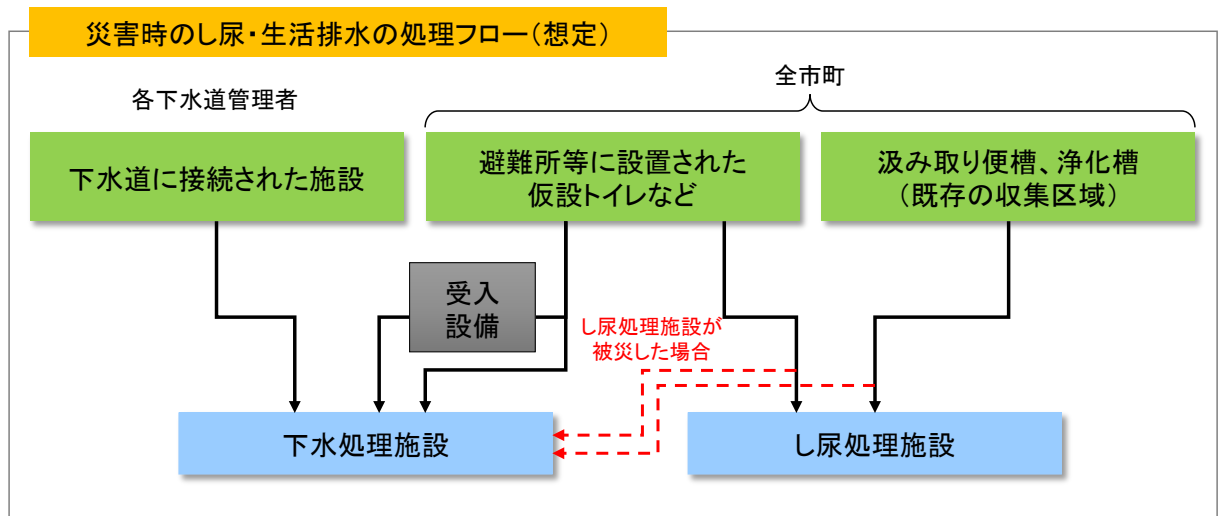 災害時のし尿・生活排水の処理フロー（想定）
全市町
各下水道管理者
下水道に接続された施設
避難所等に設置された
仮設トイレなど
汲み取り便槽、浄化槽
（既存の収集区域）
受入
設備
し尿処理施設が
被災した場合
下水処理施設
し尿処理施設